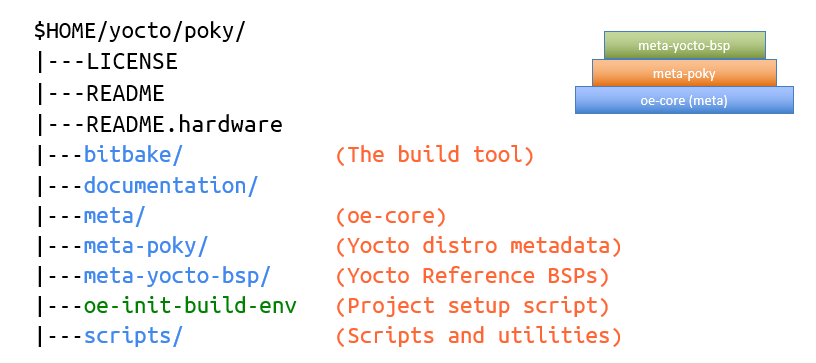 $HOME/yocto/poky/
|---LICENSE
|---README
|---README.hardware
|---bitbake/ (The build tool)
|---documentation/
|---meta/ (oe-core)
|---meta-poky/ (Yocto distro metadata)
|---meta-yocto-bsp/ (Yocto Reference BSPs)
|---oe-init-build-env (Project setup script)
|---scripts/ (Scripts and utilities)
meta-yocto-bsp
meta-poky
oe-core (meta)